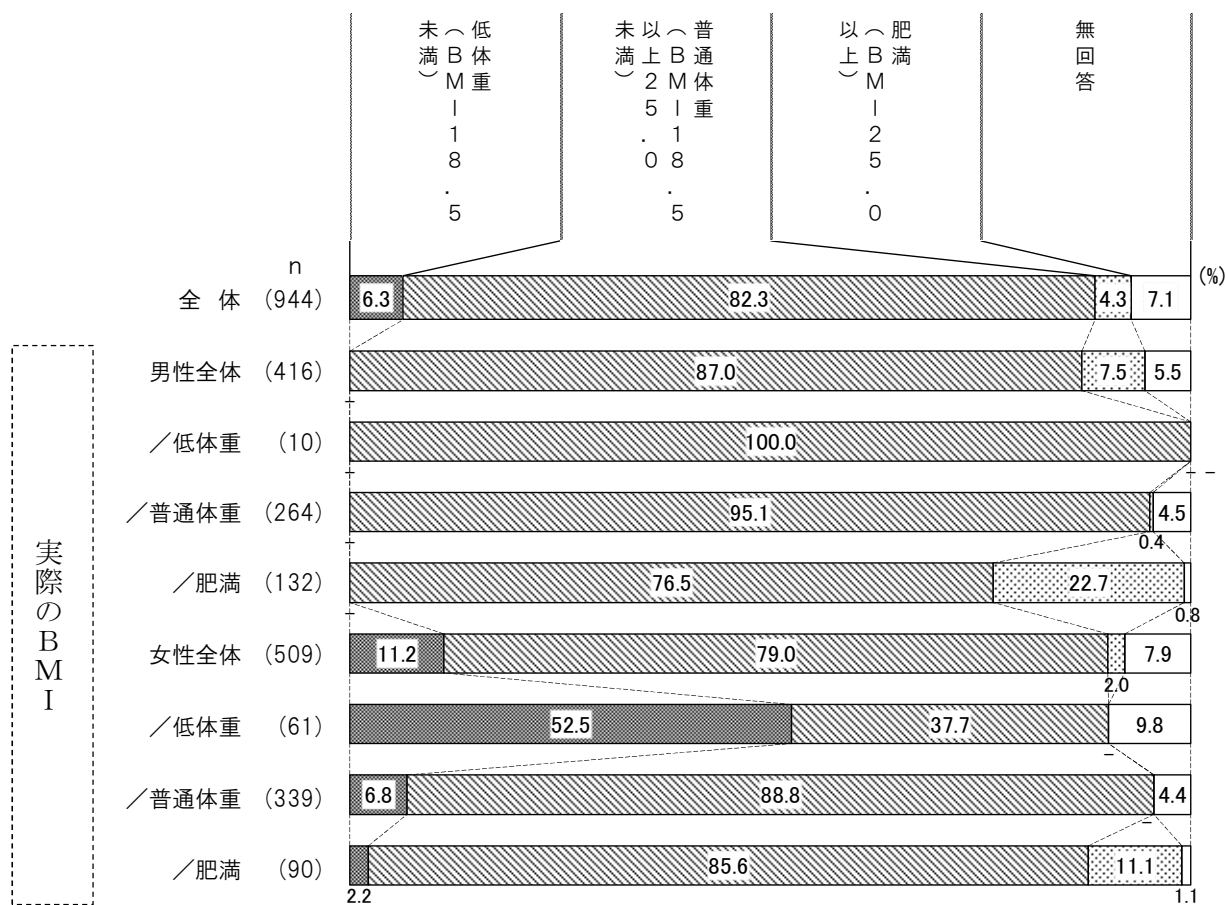 低体重
（ＢＭＩ１８．５
未満）
普通体重
（ＢＭＩ１８．５
以上２５．０
未満）
肥満
（ＢＭＩ２５．０
以上）
無回答
(%)
n
全 体 (944) 6.3 82.3 4.3 7.1
実際のＢＭＩ
男性全体 (416) － 87.0 7.5 5.5
／低体重 (10) － 100.0 － －
／普通体重 (264) － 95.1 0.4 4.5
／肥満 (132) － 76.5 22.7 0.8
女性全体 (509) 11.2 79.0 2.0 7.9
／低体重 (61) 52.5 37.7 － 9.8
／普通体重 (339) 6.8 88.8 － 4.4
／肥満 (90) 2.2 85.6 11.1 1.1